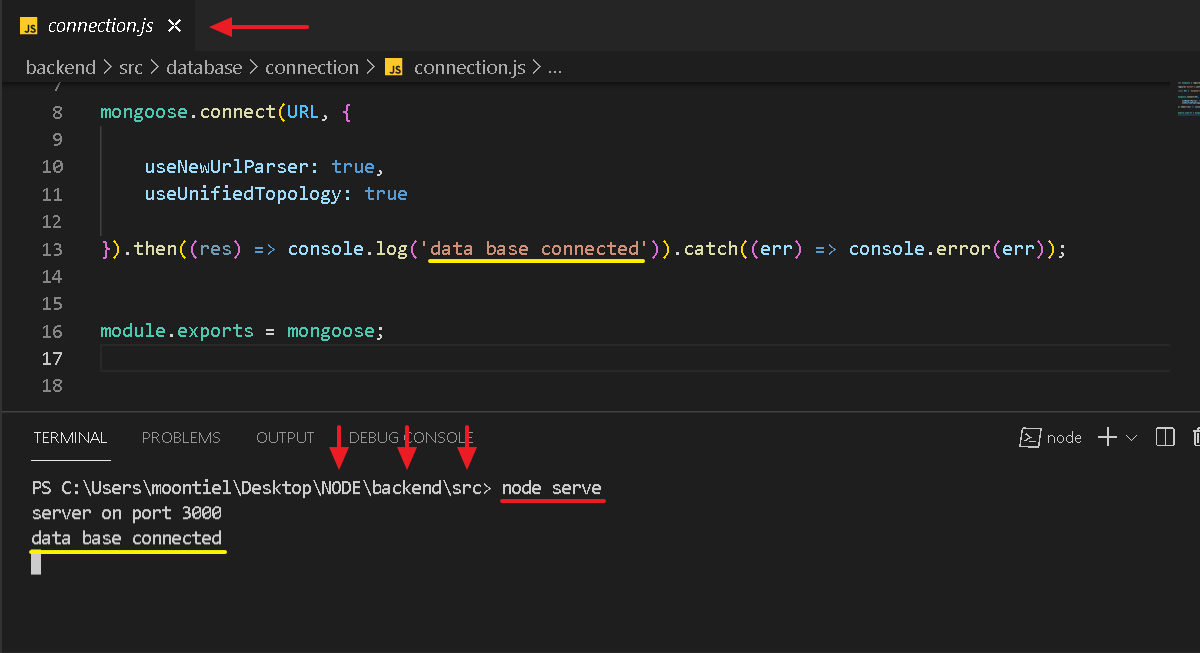 JS connection.js ×
backend > src > database > connection > JS connection.js > ...
7
8 mongoose.connect(URL, {
9
10 useNewUrlParser: true,
11 useUnifiedTopology: true
12
13 }).then((res) => console.log('data base connected')).catch((err) => console.error(err));
14
15
16 module.exports = mongoose;
17
18
TERMINAL PROBLEMS OUTPUT DEBUG CONSOLE node
PS C:\Users\moontiel\Desktop\NODE\backend\src> node serve
server on port 3000
data base connected